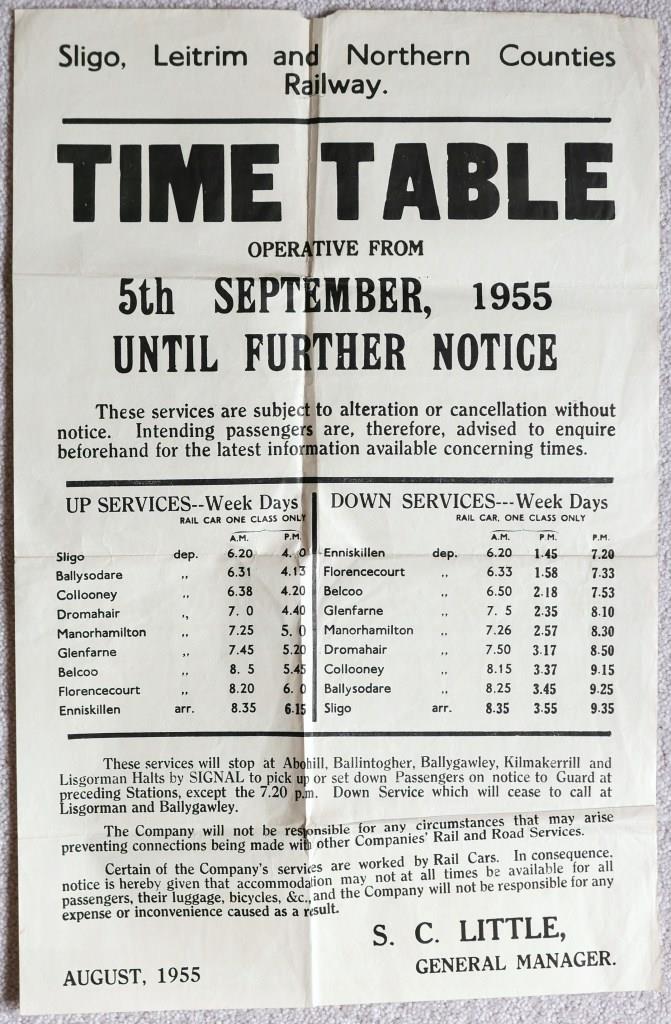 Sligo, Leitrim and Northern Counties
Railway.
TIME TABLE
OPERATIVE FROM
5th SEPTEMBER, 1955
UNTIL FURTHER NOTICE
These services are subject to alteration or cancellation without
notice. Intending passengers are, therefore, advised to enquire
beforehand for the latest information available concerning times.
UP SERVICES--Week Days
RAIL CAR ONE CLASS ONLY
A.M. P.M.
Sligo dep. 6.20 4. 0
Ballysodare ,, 6.31 4.13
Collooney ,, 6.38 4.20
Dromahair ,, 7. 0 4.40
Manorhamilton ,, 7.25 5. 0
Glenfarne ,, 7.45 5.20
Belcoo ,, 8. 5 5.45
Florencecourt ,, 8.20 6. 0
Enniskillen arr. 8.35 6.15
DOWN SERVICES---Week Days
RAIL CAR, ONE CLASS ONLY
A.M. P.M. P.M.
Enniskillen dep. 6.20 1.45 7.20
Florencecourt ,, 6.33 1.58 7.33
Belcoo ,, 6.50 2.18 7.53
Glenfarne ,, 7. 5 2.35 8.10
Manorhamilton ,, 7.26 2.57 8.30
Dromahair ,, 7.50 3.17 8.50
Collooney ,, 8.15 3.37 9.15
Ballysodare ,, 8.25 3.45 9.25
Sligo arr. 8.35 3.55 9.35
These services will stop at Abohill, Ballintogher, Ballygawley, Kilmakerrill and
Lisgorman Halts by SIGNAL to pick up or set down Passengers on notice to Guard at
preceding Stations, except the 7.20 p.m. Down Service which will cease to call at
Lisgorman and Ballygawley.
The Company will not be responsible for any circumstances that may arise
preventing connections being made with other Companies' Rail and Road Services.
Certain of the Company's services are worked by Rail Cars. In consequence,
notice is hereby given that accommodation may not at all times be available for all
passengers, their luggage, bicycles, &c., and the Company will not be responsible for any
expense or inconvenience caused as a result.
S. C. LITTLE,
GENERAL MANAGER.
AUGUST, 1955